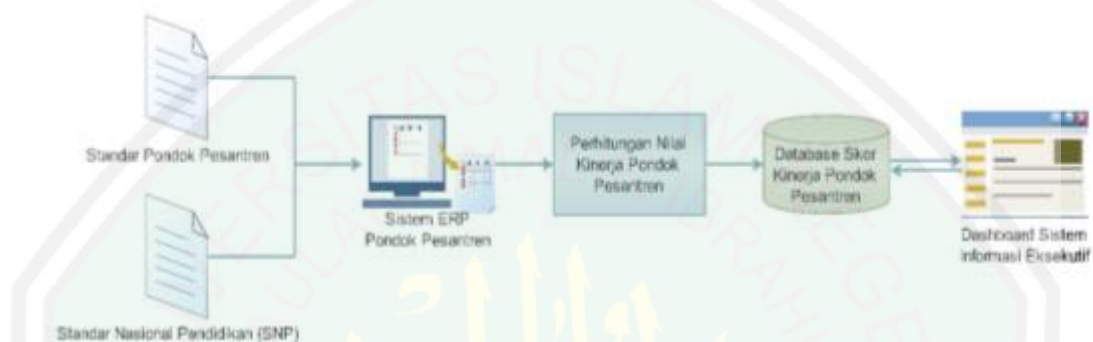 Standar Pondok Pesantren
Standar Nasional Pendidikan (SNP)
Sistem ERP
Pondok Pesantren
Perhitungan Nilai
Kinerja Pondok
Pesantren
Database Skor
Kinerja Pondok
Pesantren
Dashboard Sistem
Informasi Eksekutif